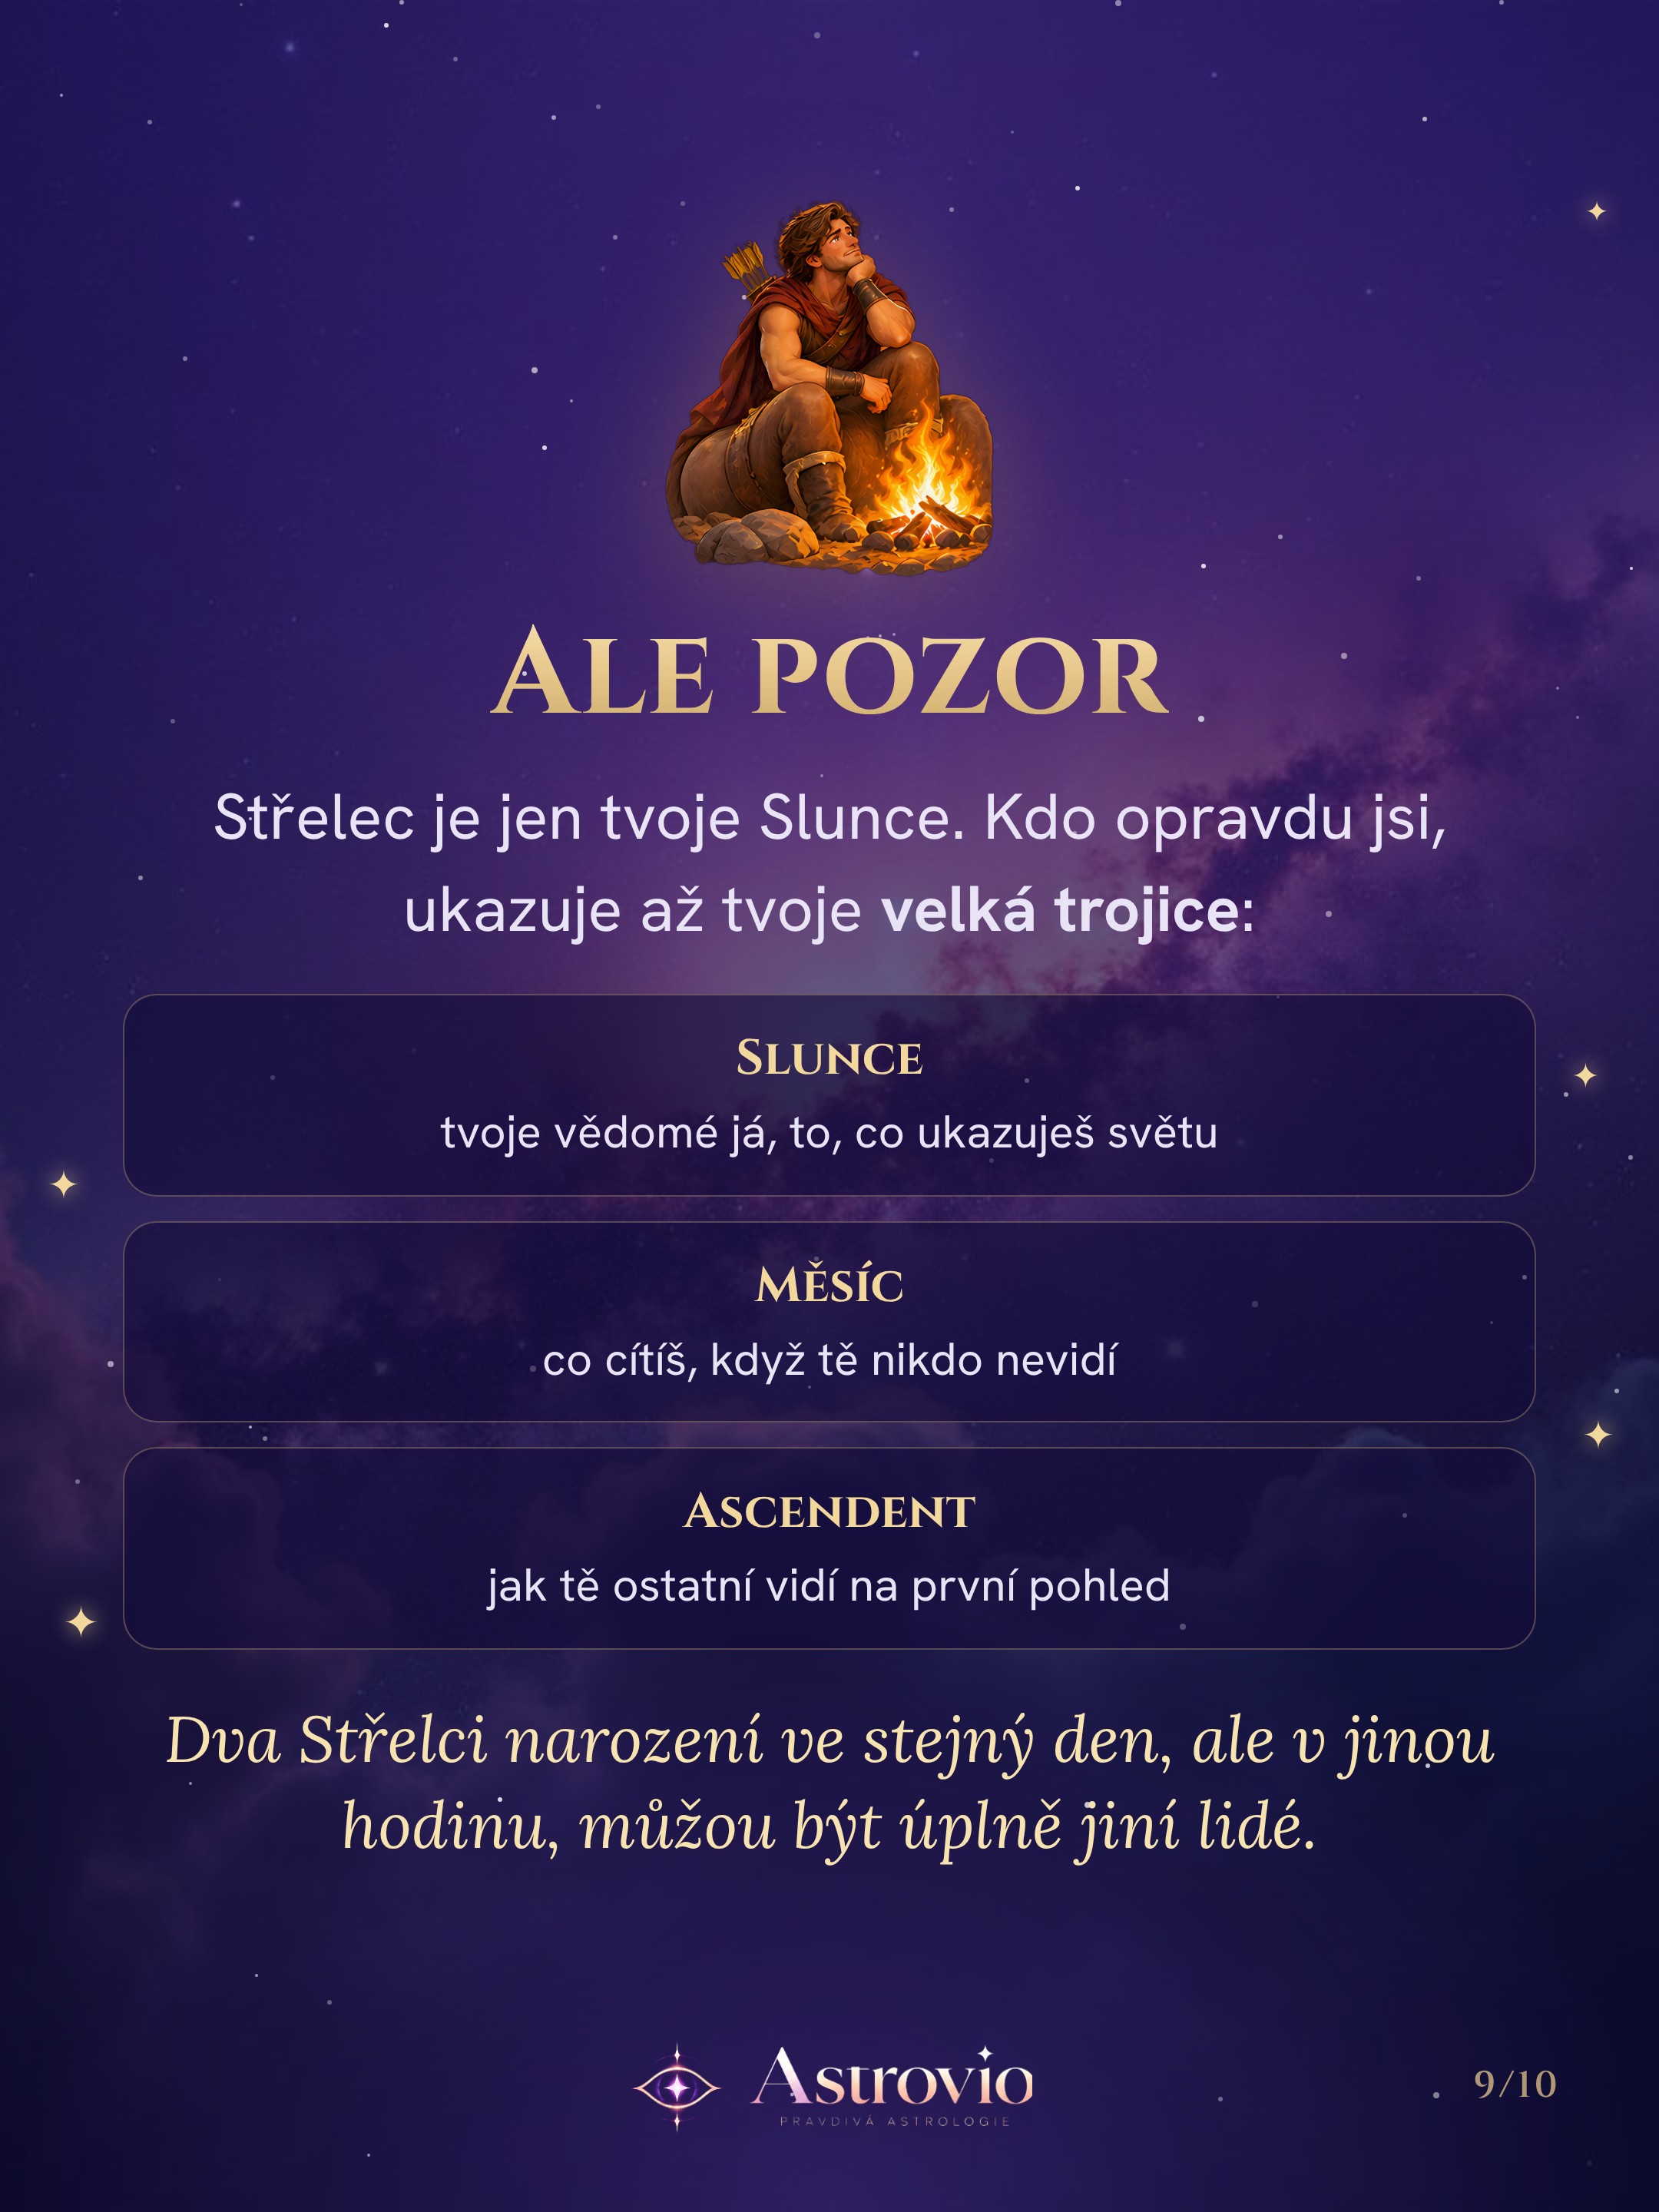 Ale pozor
Střelec je jen tvoje Slunce. Kdo opravdu jsi,
ukazuje až tvoje velká trojice:
Slunce
tvoje vědomé já, to, co ukazuješ světu
Měsíc
co cítíš, když tě nikdo nevidí
Ascendent
jak tě ostatní vidí na první pohled
Dva Střelci narození ve stejný den, ale v jinou
hodinu, můžou být úplně jiní lidé.
Astrovio
PRAVDIVÁ ASTROLOGIE
9/10